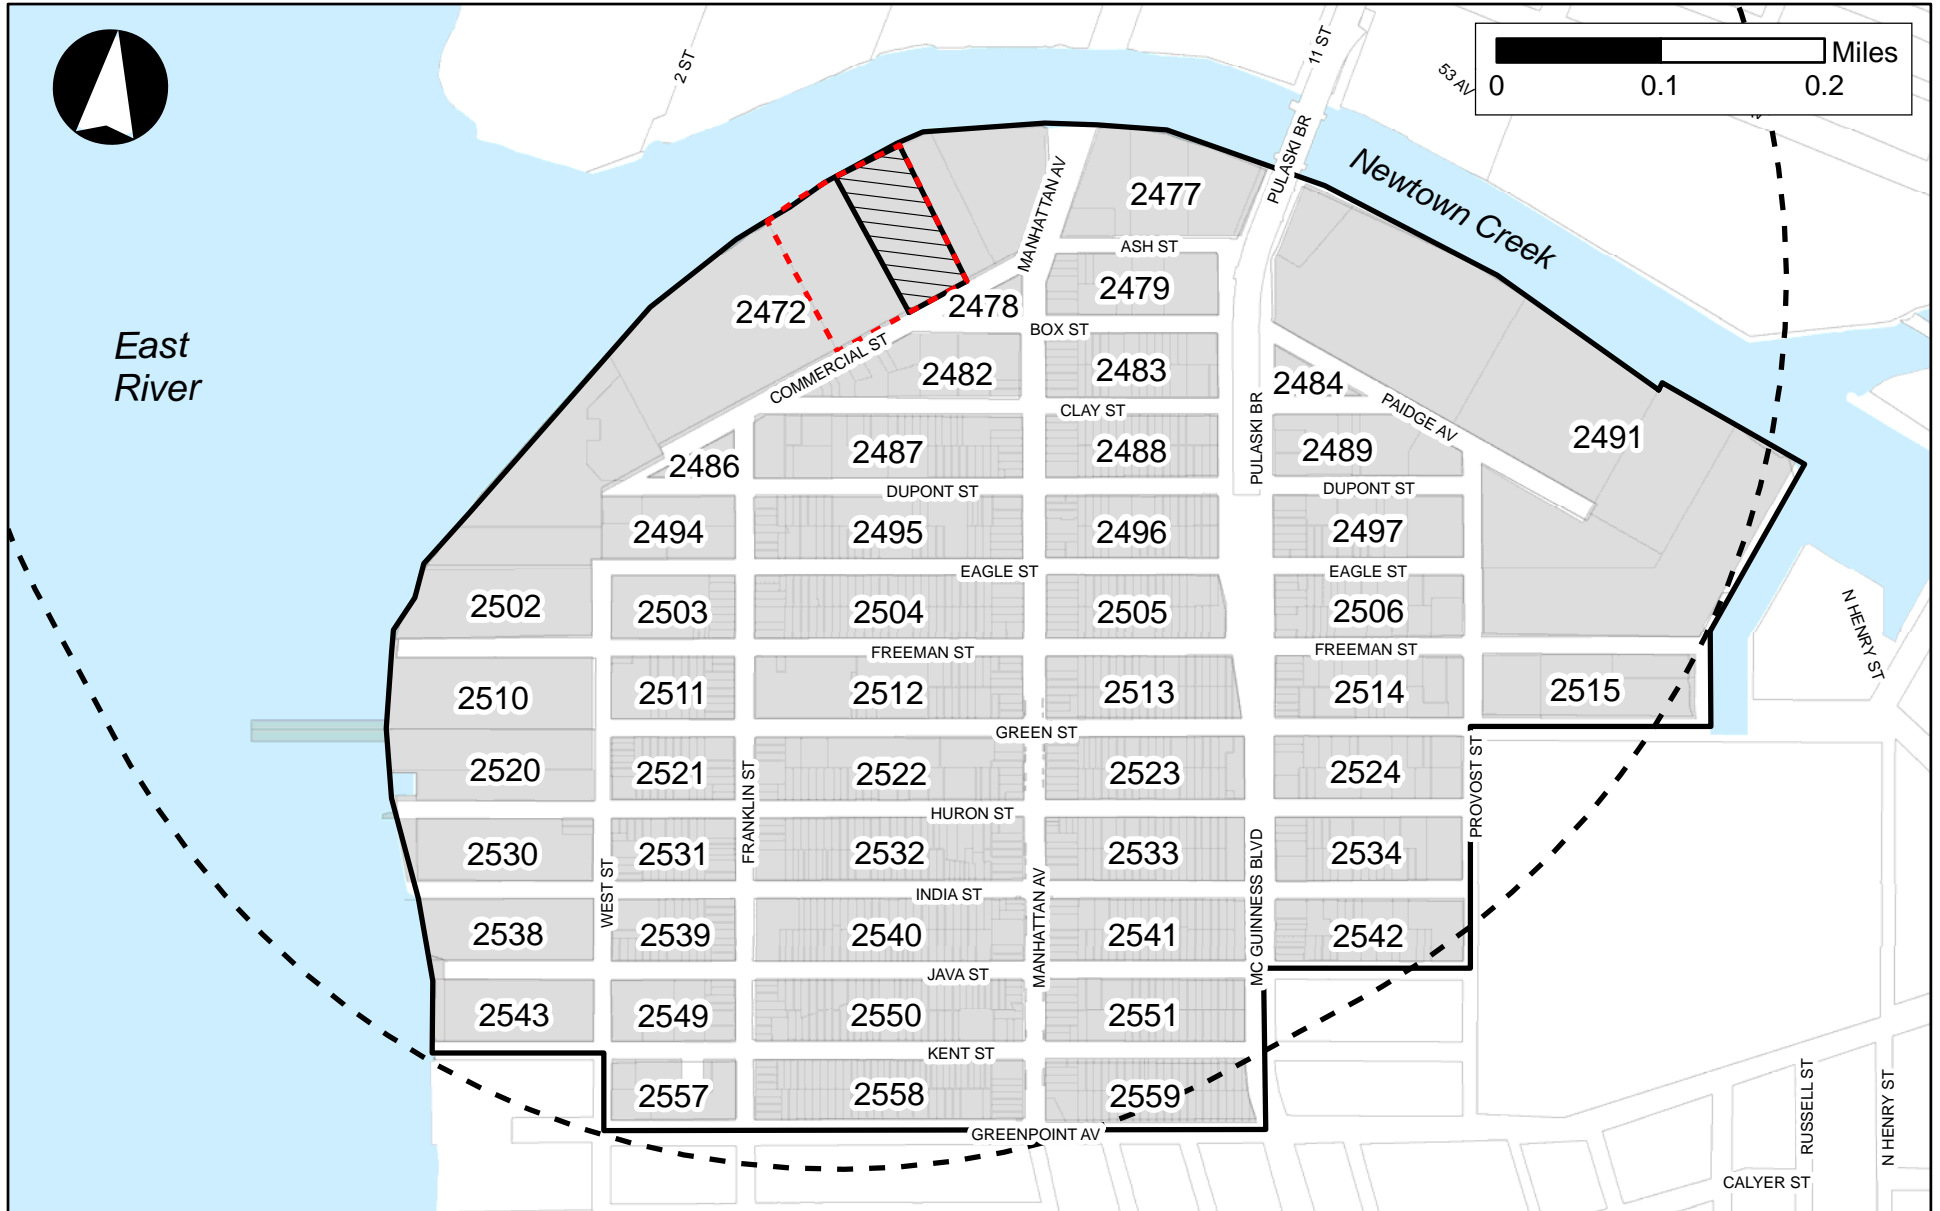 2 ST
11 ST
53 AV
Miles
0 0.1 0.2
PULASKI BR
Newtown Creek
MANHATTAN AV
2477
ASH ST
2479
2472
2478
BOX ST
East
River
COMMERCIAL ST
2482
2483
2484
CLAY ST
PAIDGE AV
2491
PULASKI BR
2486
2487
2488
2489
DUPONT ST
DUPONT ST
2494
2495
2496
2497
EAGLE ST
EAGLE ST
2502
2503
2504
2505
2506
N HENRY ST
FREEMAN ST
FREEMAN ST
2510
2511
2512
2513
2514
2515
GREEN ST
2520
2521
FRANKLIN ST
2522
2523
2524
PROVOST ST
HURON ST
2530
2531
2532
2533
2534
WEST ST
INDIA ST
MANHATTAN AV
MC GUINNESS BLVD
2538
2539
2540
2541
2542
JAVA ST
2543
2549
2550
2551
KENT ST
2557
2558
2559
RUSSELL ST
N HENRY ST
GREENPOINT AV
CALYER ST